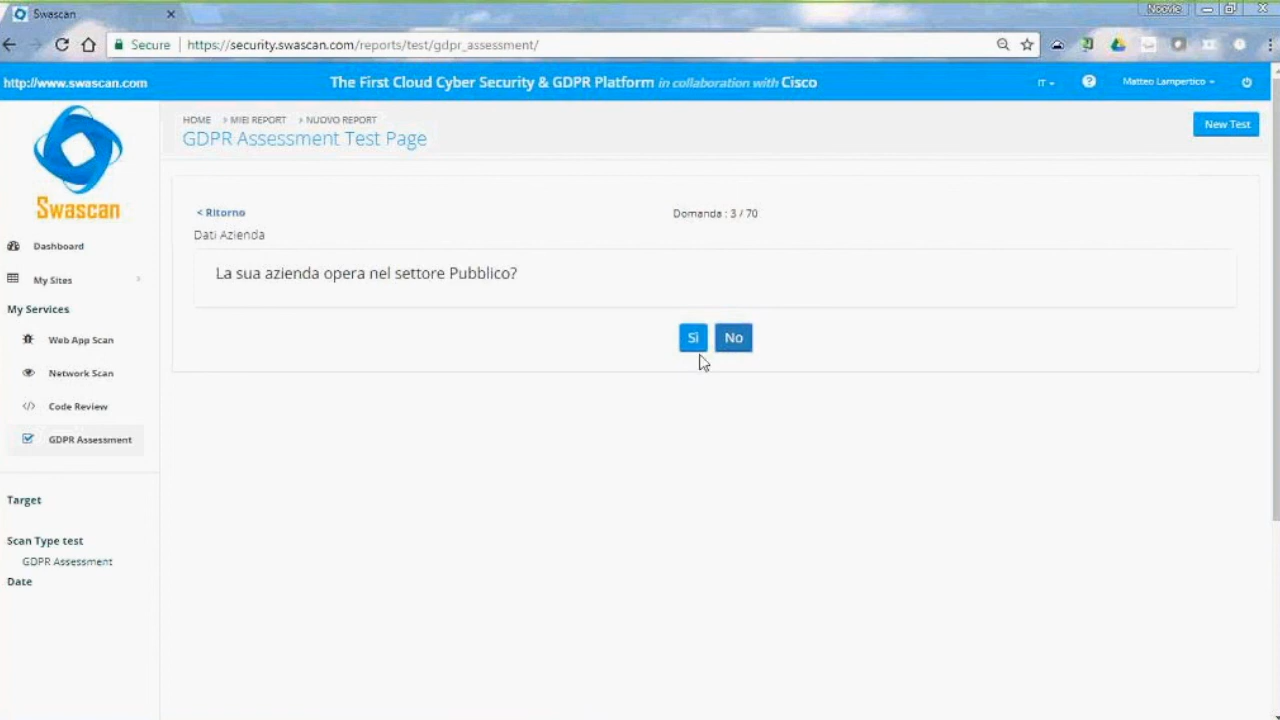 Swascan
Noovle
Secure
https://security.swascan.com/reports/test/gdpr_assessment/
http://www.swascan.com
The First Cloud Cyber Security & GDPR Platform in collaboration with Cisco
IT
Matteo Lampertico
Swascan
HOME
MIEI REPORT
NUOVO REPORT
GDPR Assessment Test Page
New Test
< Ritorno
Domanda : 3 / 70
Dati Azienda
La sua azienda opera nel settore Pubblico?
Sì
No
Dashboard
My Sites
My Services
Web App Scan
Network Scan
Code Review
GDPR Assessment
Target
Scan Type test
GDPR Assessment
Date